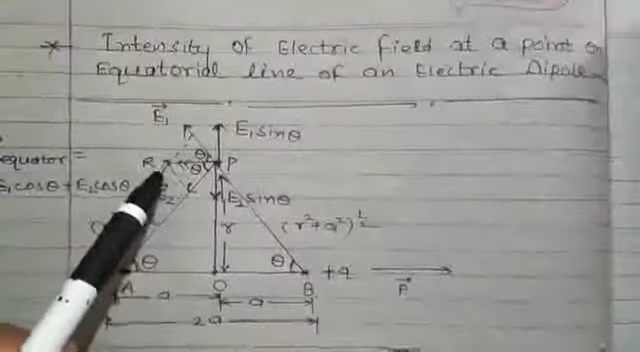 * Intensity of Electric field at a point on
Equatorial line of an Electric Dipole
E₁
E₁sinθ
equator =
R θ P
θ
E₁cosθ + E₂cosθ
E₂sinθ
r
(r²+a²)^½
θ θ +q
P
A a O a B
2a